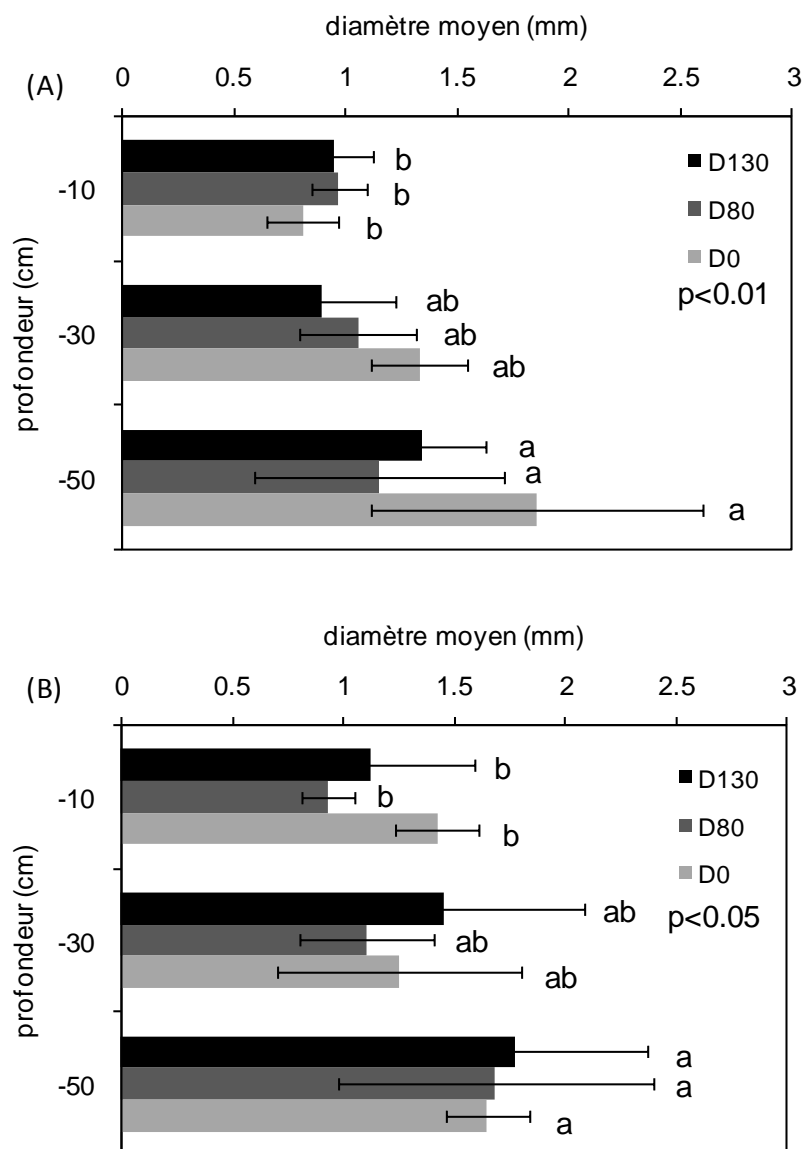 diamètre moyen (mm)
(A)
0 0.5 1 1.5 2 2.5 3
profondeur (cm)
-10
b
b
b
D130
D80
D0
p<0.01
-30
ab
ab
ab
-50
a
a
a
diamètre moyen (mm)
(B)
0 0.5 1 1.5 2 2.5 3
profondeur (cm)
-10
b
b
b
D130
D80
D0
p<0.05
-30
ab
ab
ab
-50
a
a
a